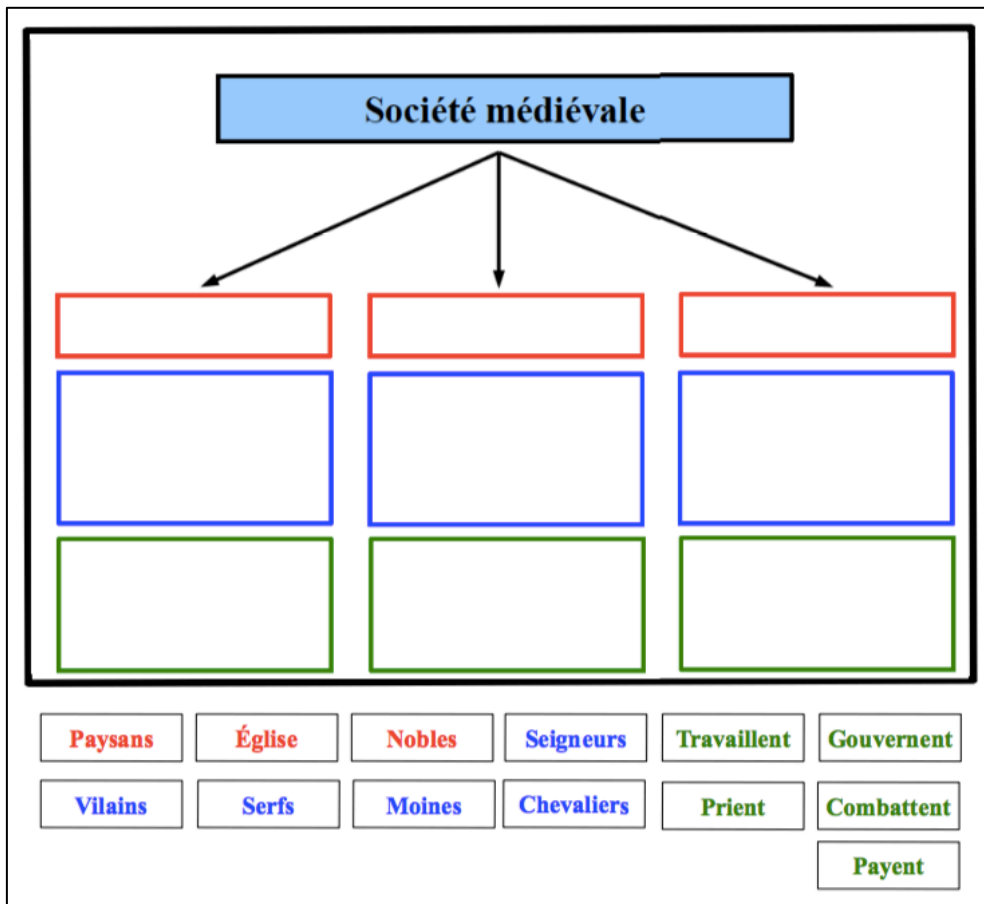 Société médiévale
Paysans Église Nobles Seigneurs Travaillent Gouvernent
Vilains Serfs Moines Chevaliers Prient Combattent
Payent